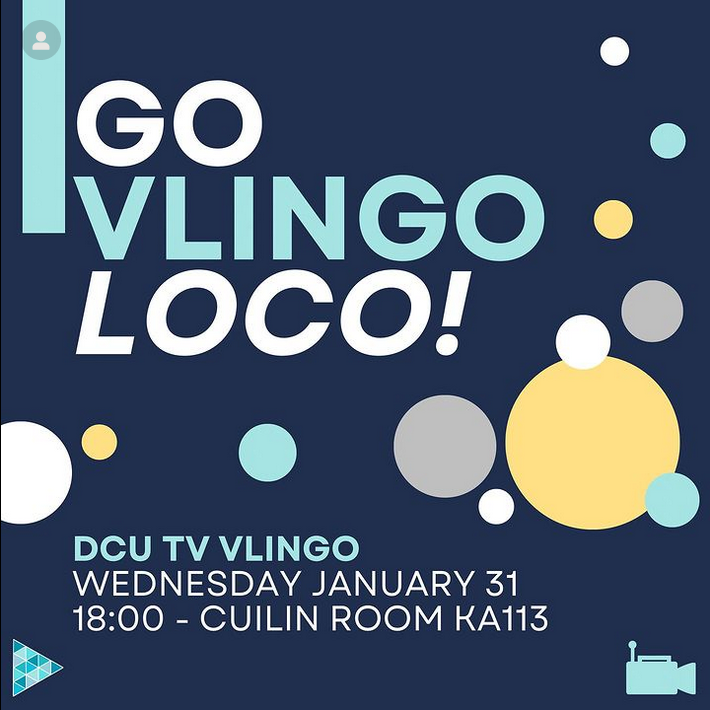 GO
VLINGO
LOCO!
DCU TV VLINGO
WEDNESDAY JANUARY 31
18:00 - CUILIN ROOM KA113